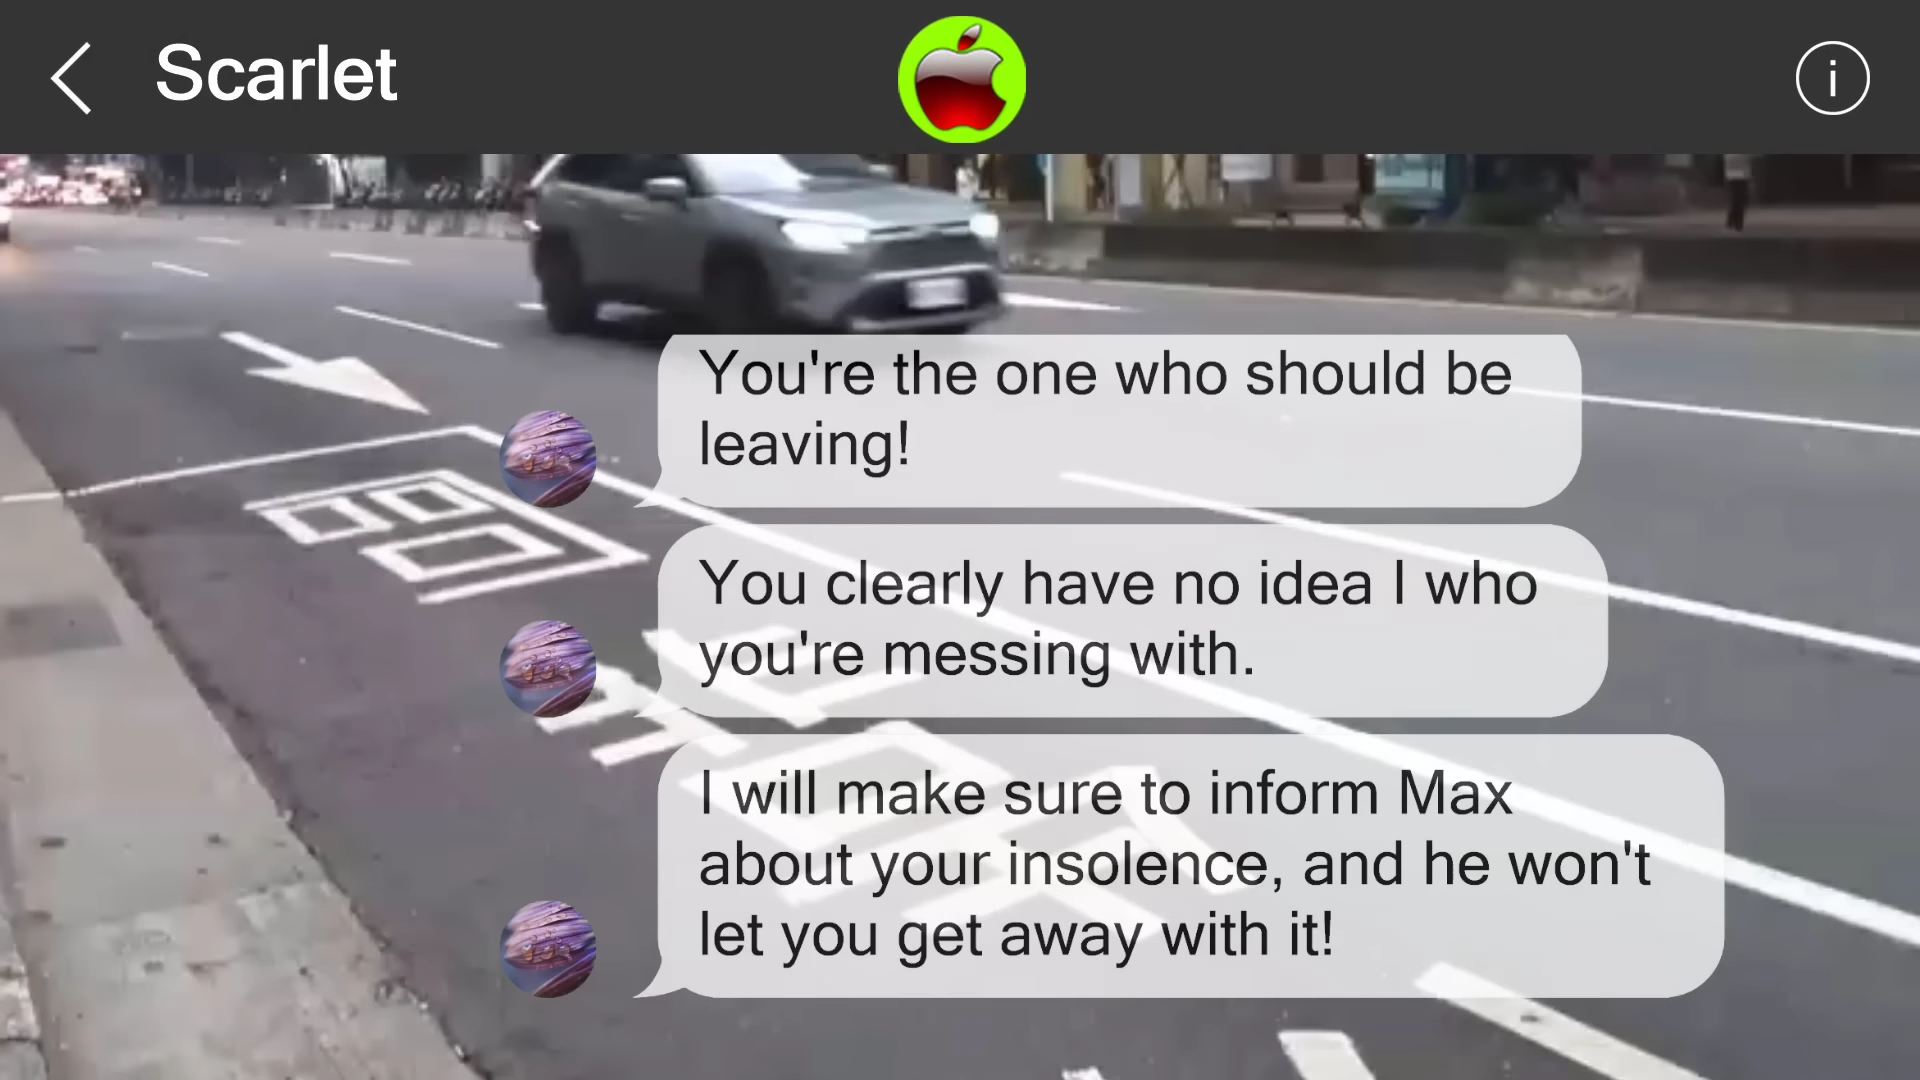 Scarlet
i
You're the one who should be
leaving!
You clearly have no idea I who
you're messing with.
I will make sure to inform Max
about your insolence, and he won't
let you get away with it!